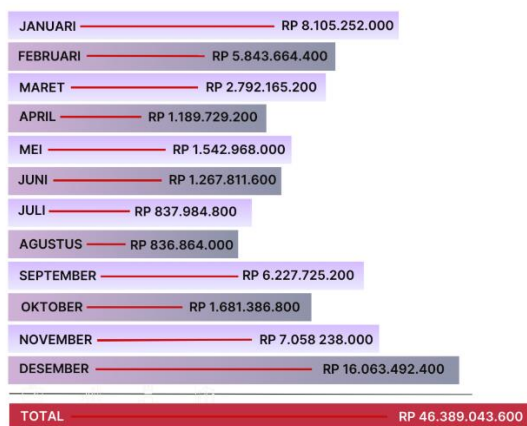 JANUARI RP 8.105.252.000
FEBRUARI RP 5.843.664.400
MARET RP 2.792.165.200
APRIL RP 1.189.729.200
MEI RP 1.542.968.000
JUNI RP 1.267.811.600
JULI RP 837.984.800
AGUSTUS RP 836.864.000
SEPTEMBER RP 6.227.725.200
OKTOBER RP 1.681.386.800
NOVEMBER RP 7.058 238.000
DESEMBER RP 16.063.492.400
TOTAL RP 46.389.043.600